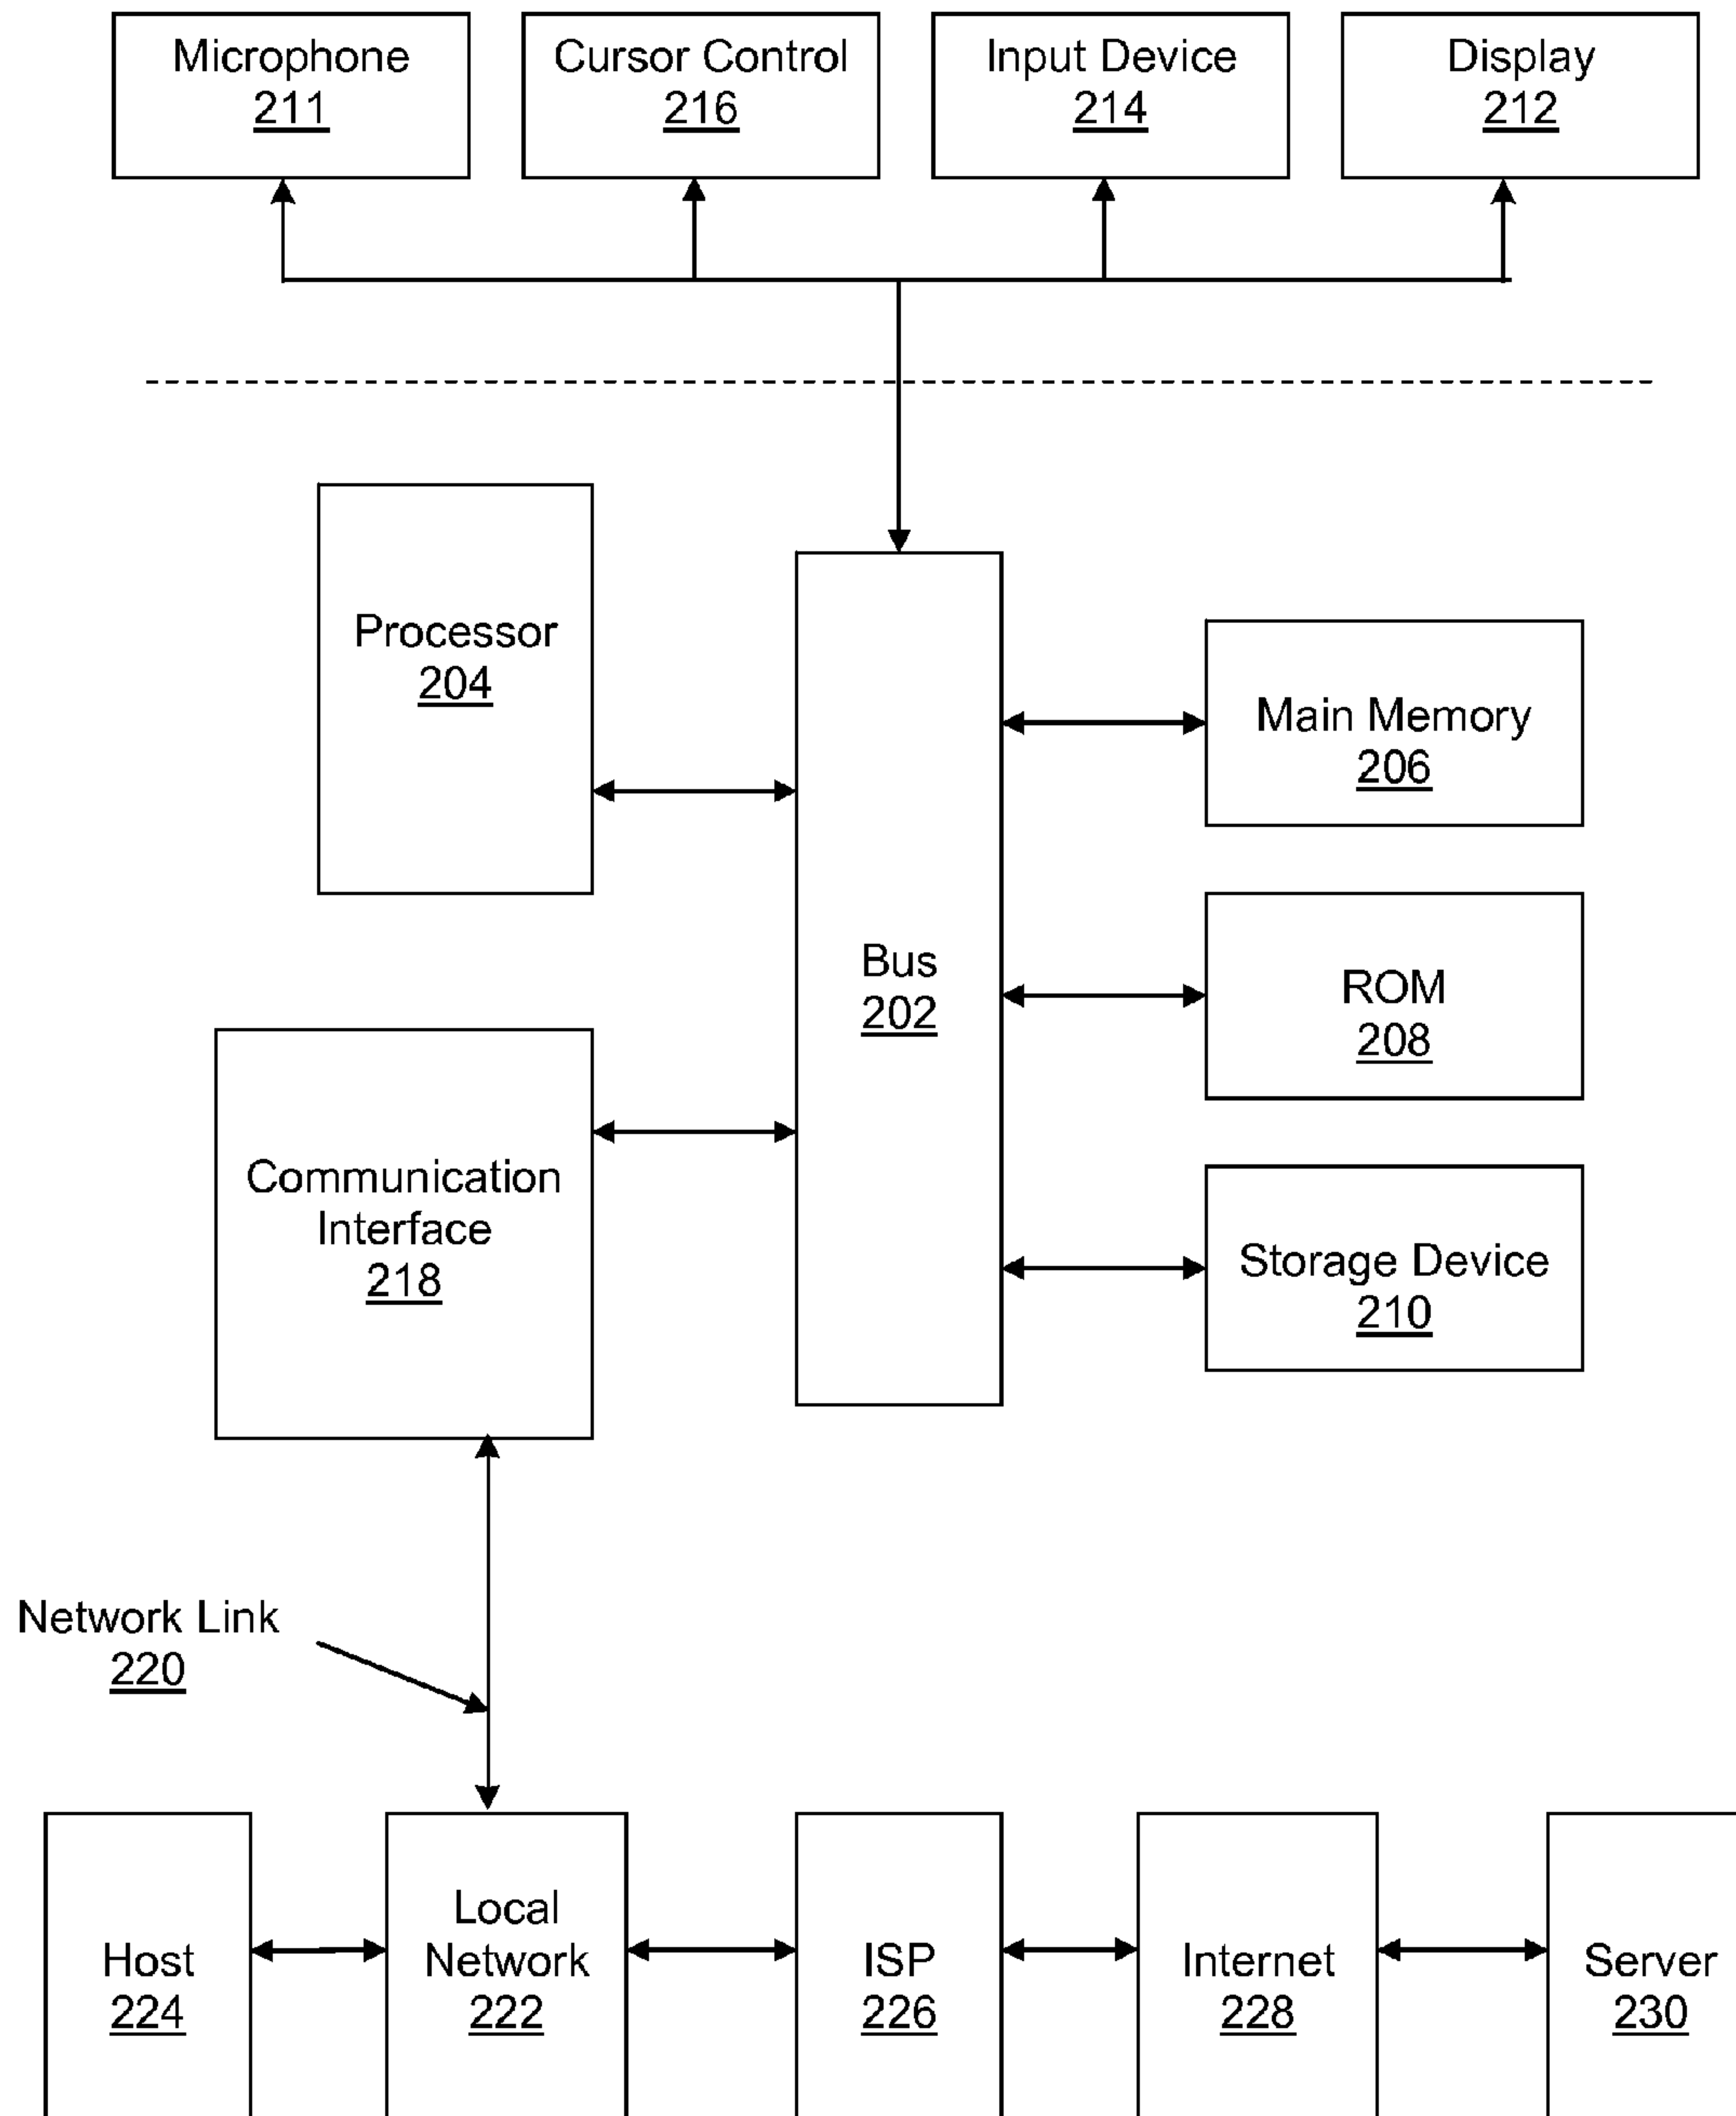 Microphone
211
Cursor Control
216
Input Device
214
Display
212
Processor
204
Main Memory
206
Bus
202
ROM
208
Communication
Interface
218
Storage Device
210
Network Link
220
Host
224
Local
Network
222
ISP
226
Internet
228
Server
230